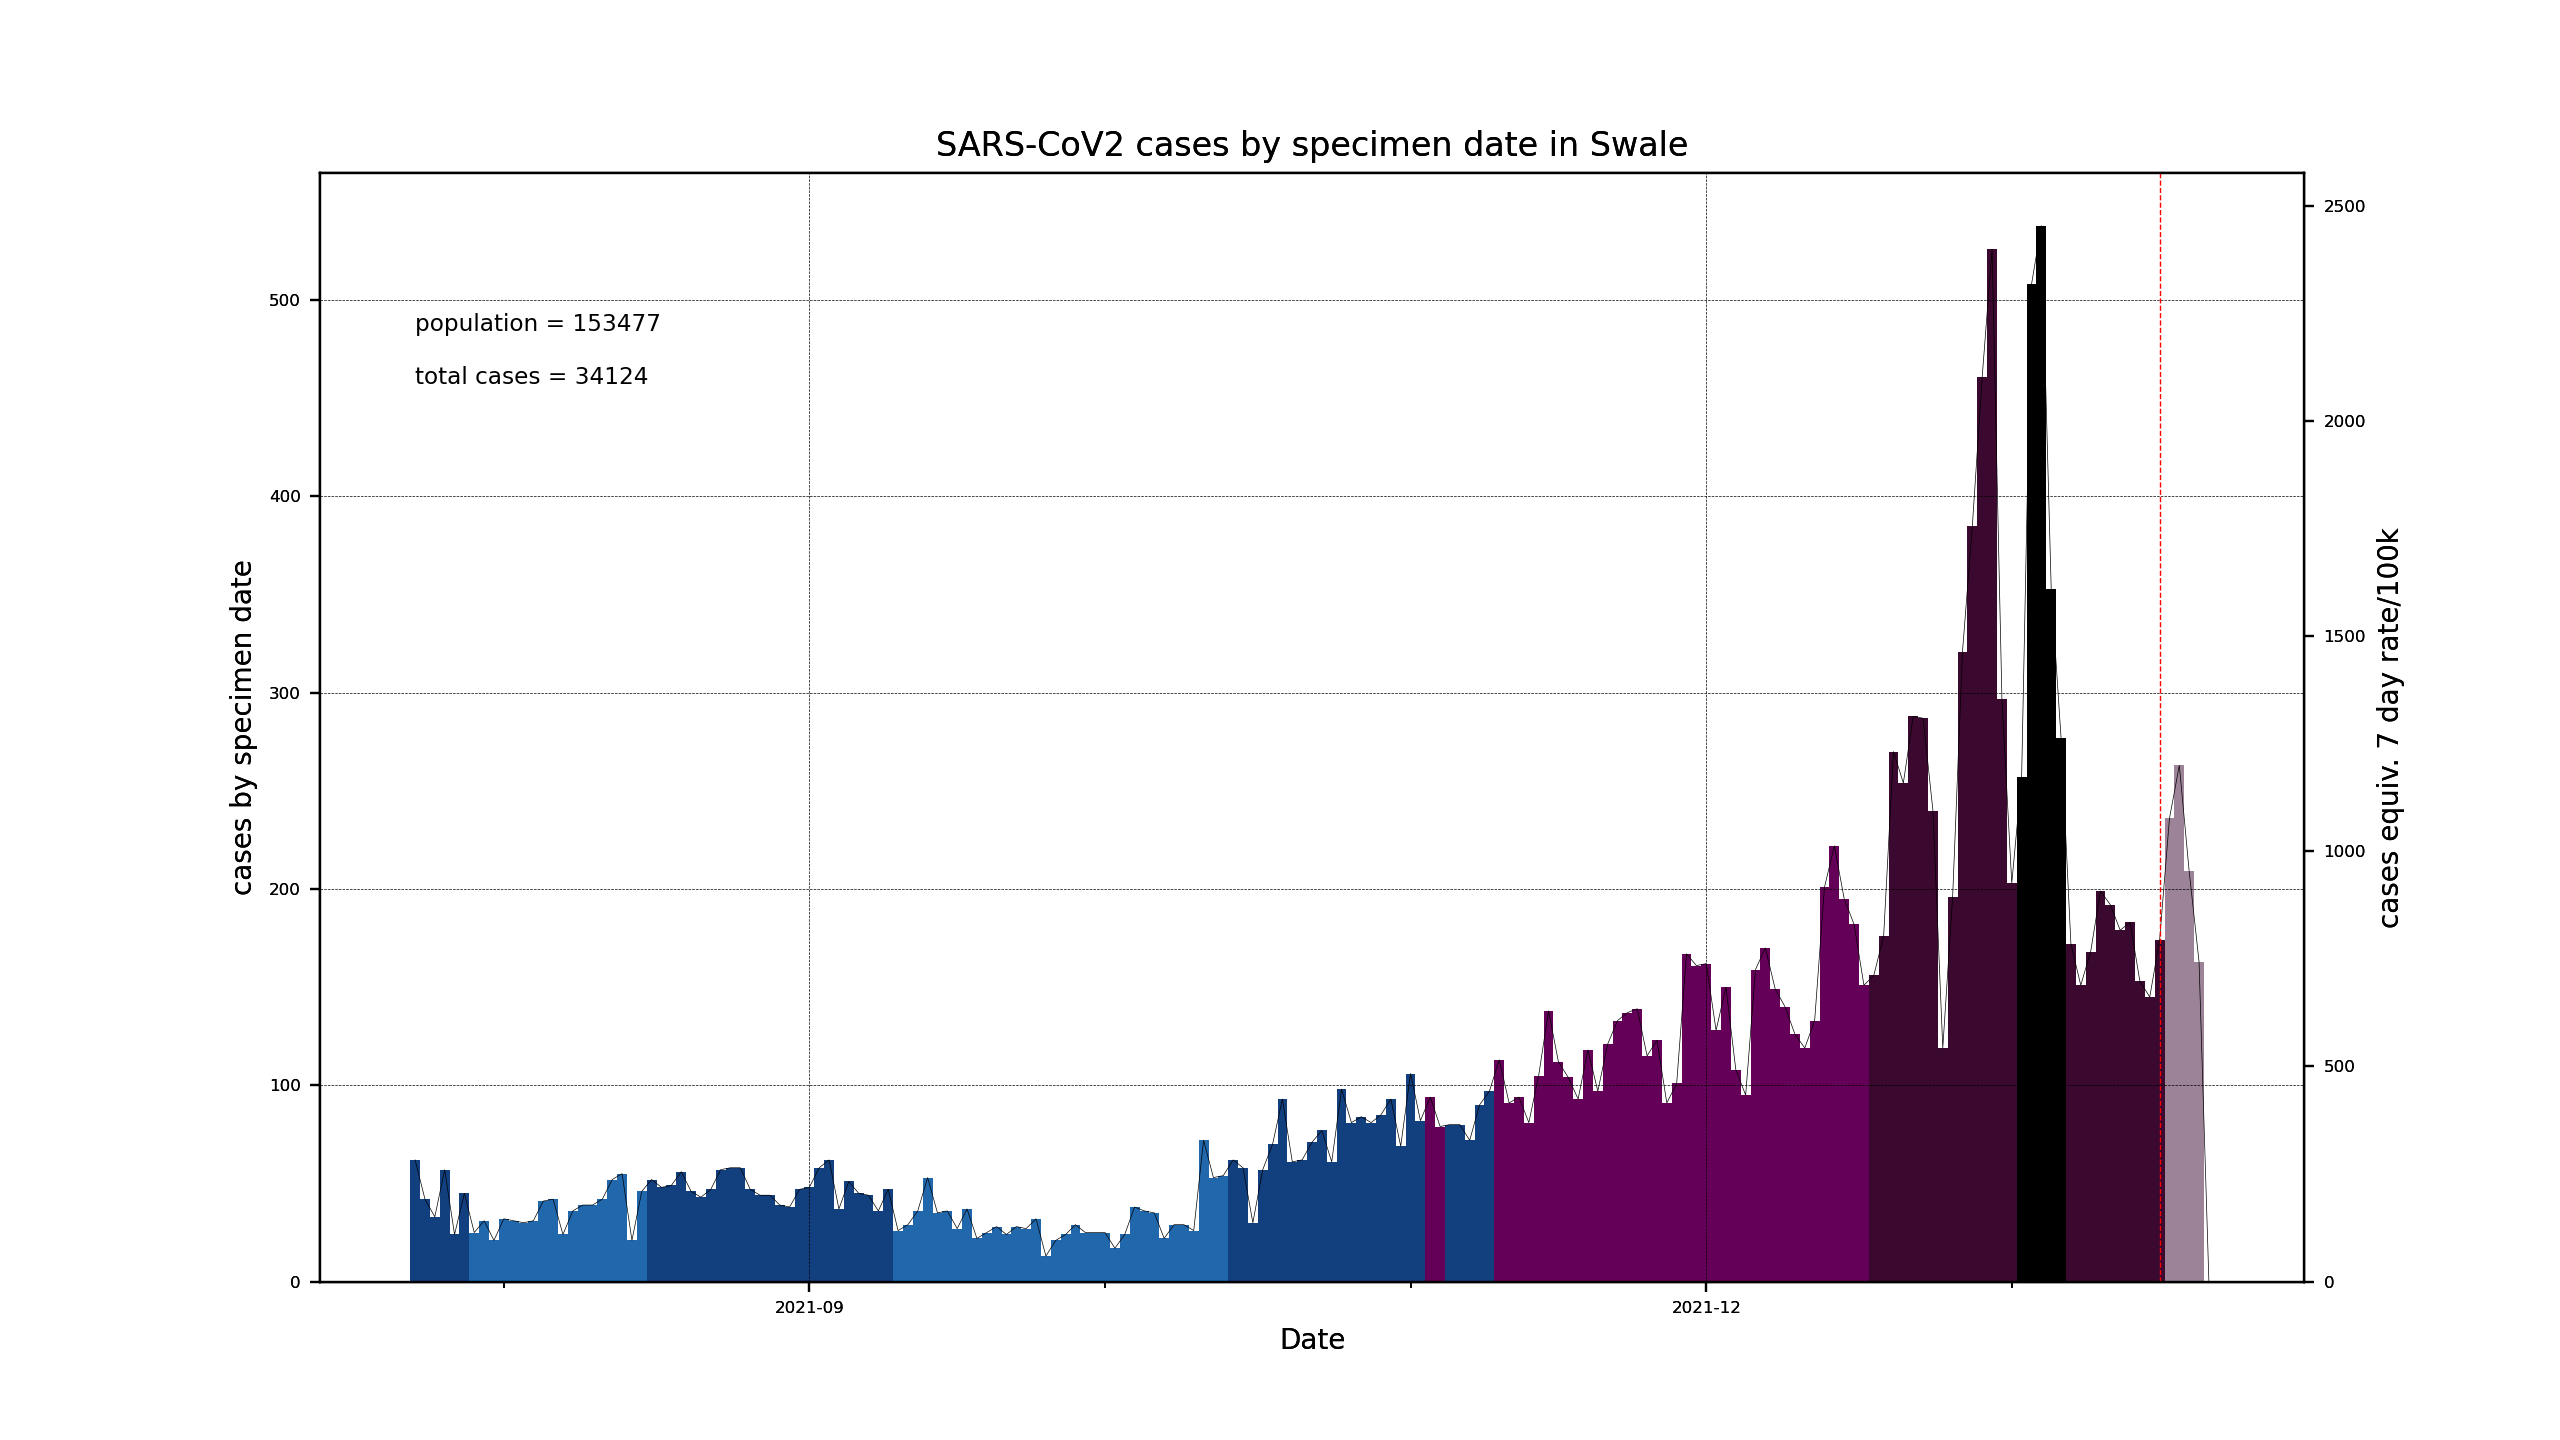 SARS-CoV2 cases by specimen date in Swale
population = 153477
total cases = 34124
cases by specimen date
500
400
300
200
100
0
2500
2000
1500
1000
500
0
cases equiv. 7 day rate/100k
2021-09
2021-12
Date